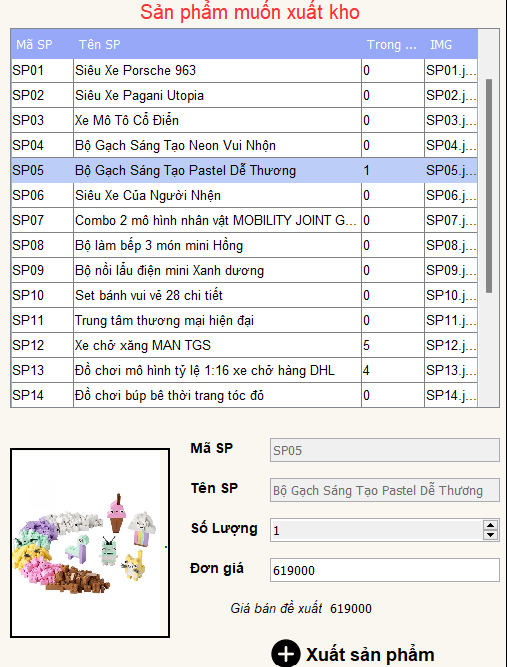 Sản phẩm muốn xuất kho
Mã SP Tên SP Trong ... IMG
SP01 Siêu Xe Porsche 963 0 SP01.j...
SP02 Siêu Xe Pagani Utopia 0 SP02.j...
SP03 Xe Mô Tô Cổ Điển 0 SP03.j...
SP04 Bộ Gạch Sáng Tạo Neon Vui Nhộn 0 SP04.j...
SP05 Bộ Gạch Sáng Tạo Pastel Dễ Thương 1 SP05.j...
SP06 Siêu Xe Của Người Nhện 0 SP06.j...
SP07 Combo 2 mô hình nhân vật MOBILITY JOINT G... 0 SP07.j...
SP08 Bộ làm bếp 3 món mini Hồng 0 SP08.j...
SP09 Bộ nồi lẩu điện mini Xanh dương 0 SP09.j...
SP10 Set bánh vui vẽ 28 chi tiết 0 SP10.j...
SP11 Trung tâm thương mại hiện đại 0 SP11.j...
SP12 Xe chở xăng MAN TGS 5 SP12.j...
SP13 Đồ chơi mô hình tỷ lệ 1:16 xe chở hàng DHL 4 SP13.j...
SP14 Đồ chơi búp bê thời trang tóc đỏ 0 SP14.j...
Mã SP SP05
Tên SP Bộ Gạch Sáng Tạo Pastel Dễ Thương
Số Lượng 1
Đơn giá 619000
Giá bán đề xuất 619000
Xuất sản phẩm